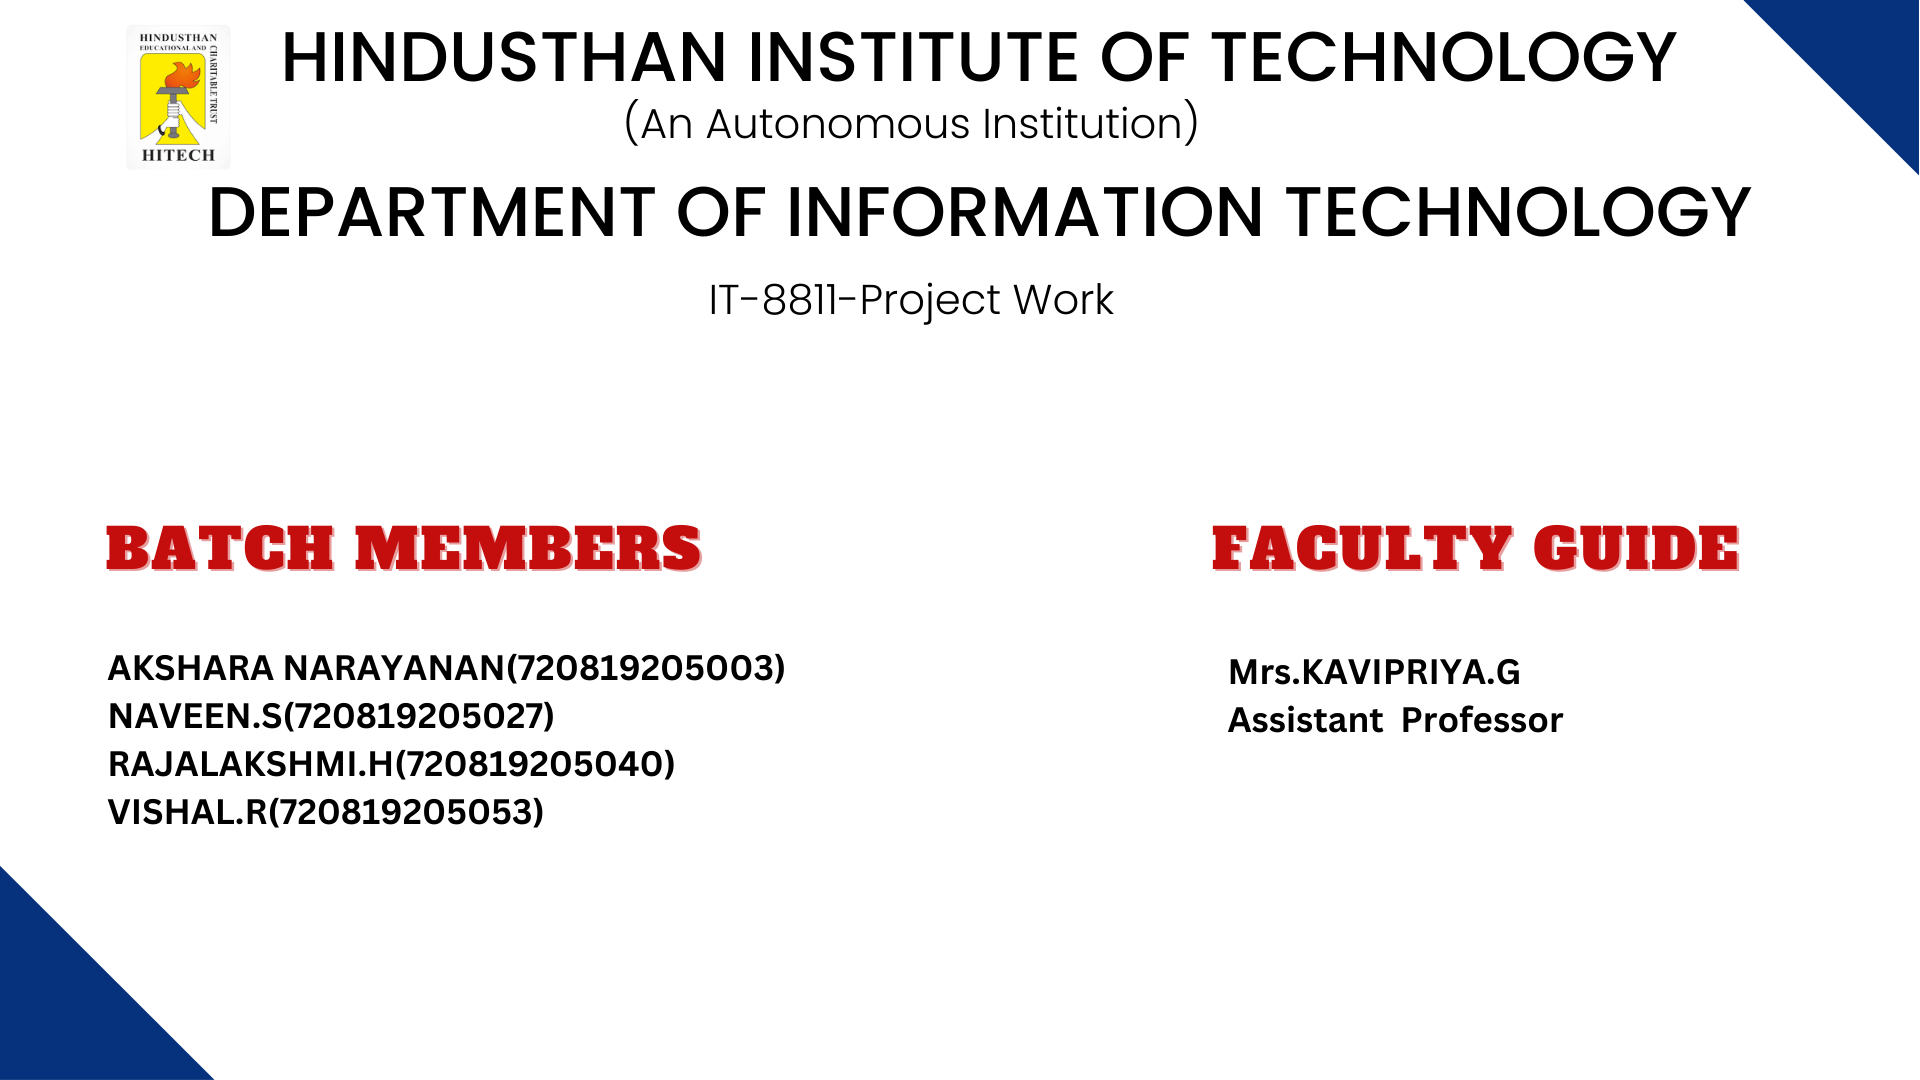 HINDUSTHAN
EDUCATIONAL AND
CHARITABLE TRUST
HITECH
HINDUSTHAN INSTITUTE OF TECHNOLOGY
(An Autonomous Institution)
DEPARTMENT OF INFORMATION TECHNOLOGY
IT-8811-Project Work
BATCH MEMBERS
AKSHARA NARAYANAN(720819205003)
NAVEEN.S(720819205027)
RAJALAKSHMI.H(720819205040)
VISHAL.R(720819205053)
FACULTY GUIDE
Mrs.KAVIPRIYA.G
Assistant  Professor